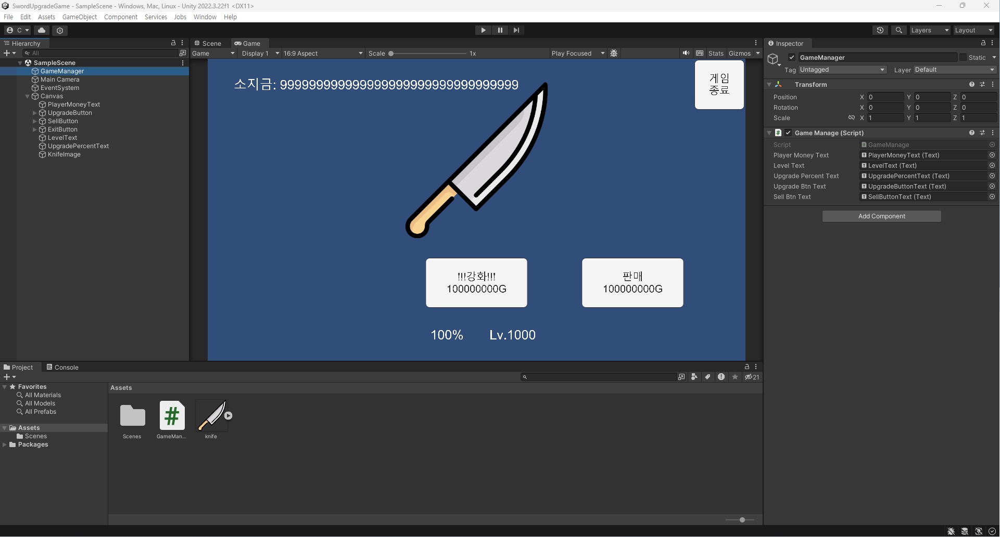 SwordUpgradeGame - SampleScene - Windows, Mac, Linux - Unity 2022.3.22f1 <DX11>
File Edit Assets GameObject Component Services Jobs Window Help
C
Layers
Layout
Hierarchy
All
SampleScene
GameManager
Main Camera
EventSystem
Canvas
PlayerMoneyText
UpgradeButton
SellButton
ExitButton
LevelText
UpgradePercentText
KnifeImage
Scene
Game
Game
Display 1
16:9 Aspect
Scale
1x
Play Focused
Stats
Gizmos
소지금: 999999999999999999999999999999999
게임
종료
!!!강화!!!
100000000G
판매
100000000G
100%
Lv.1000
Inspector
GameManager
Static
Tag Untagged
Layer Default
Transform
Position X 0 Y 0 Z 0
Rotation X 0 Y 0 Z 0
Scale X 1 Y 1 Z 1
# Game Manage (Script)
Script GameManage
Player Money Text PlayerMoneyText (Text)
Level Text LevelText (Text)
Upgrade Percent Text UpgradePercentText (Text)
Upgrade Btn Text UpgradeButtonText (Text)
Sell Btn Text SellButtonText (Text)
Add Component
Project
Console
21
Favorites
All Materials
All Models
All Prefabs
Assets
Scenes
Packages
Assets
Scenes
#
GameMan...
knife